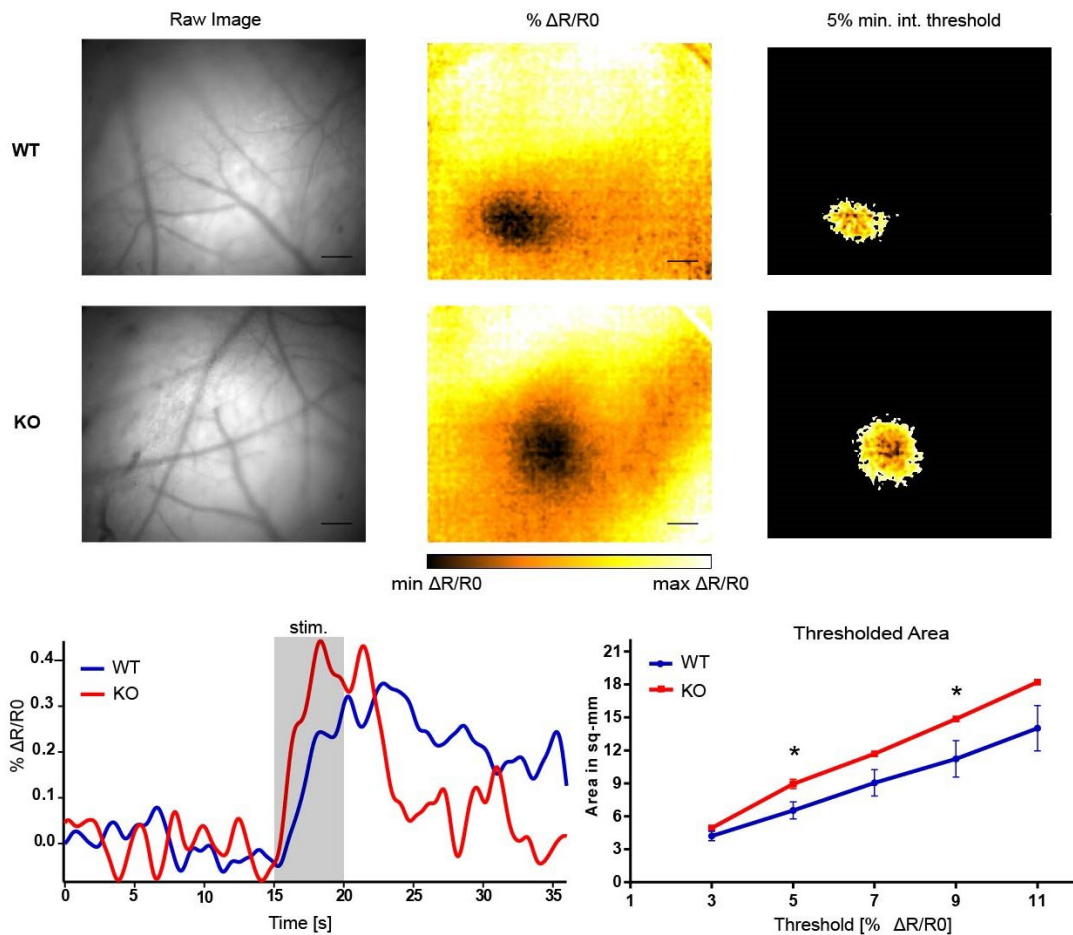 Raw Image
% ΔR/R0
5% min. int. threshold
WT
KO
min ΔR/R0
max ΔR/R0
stim.
WT
KO
% ΔR/R0
0.4
0.3
0.2
0.1
0.0
0
5
10
15
20
25
30
35
Time [s]
Thresholded Area
WT
KO
Area in sq-mm
21
18
15
12
9
6
3
0
*
*
1
3
5
7
9
11
Threshold [% ΔR/R0]